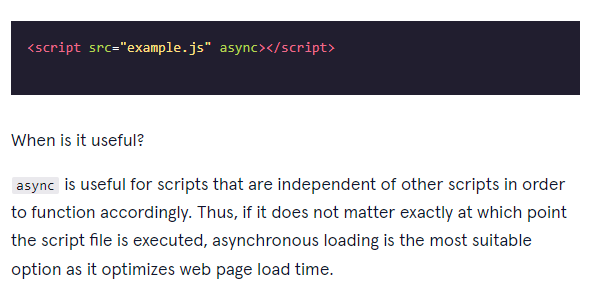 <script src="example.js" async></script>
When is it useful?
async is useful for scripts that are independent of other scripts in order
to function accordingly. Thus, if it does not matter exactly at which point
the script file is executed, asynchronous loading is the most suitable
option as it optimizes web page load time.